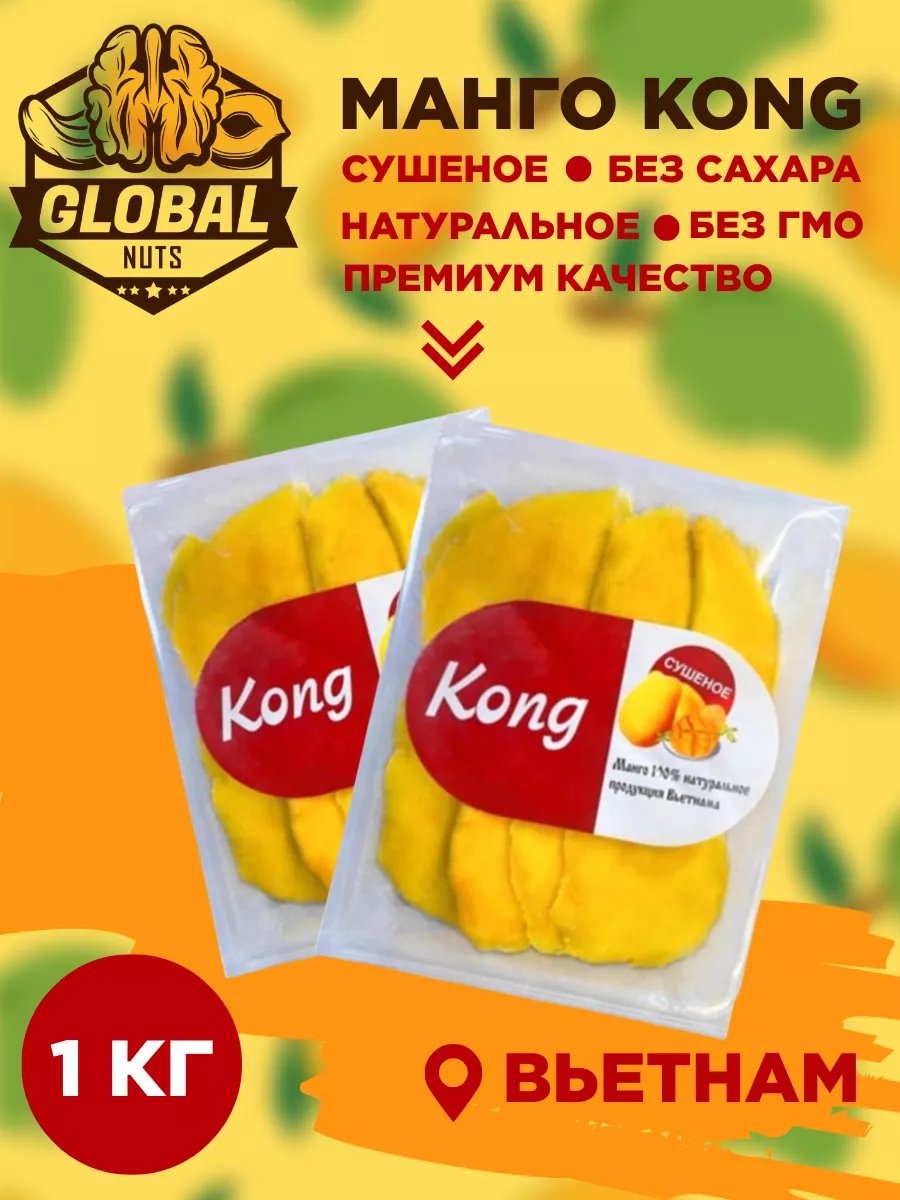 GLOBAL
NUTS
МАНГО KONG
СУШЕНОЕ • БЕЗ САХАРА
НАТУРАЛЬНОЕ • БЕЗ ГМО
ПРЕМИУМ КАЧЕСТВО
Kong
Kong
СУШЕНОЕ
Манго 100% натуральное
продукция Вьетнама
1 КГ
ВЬЕТНАМ